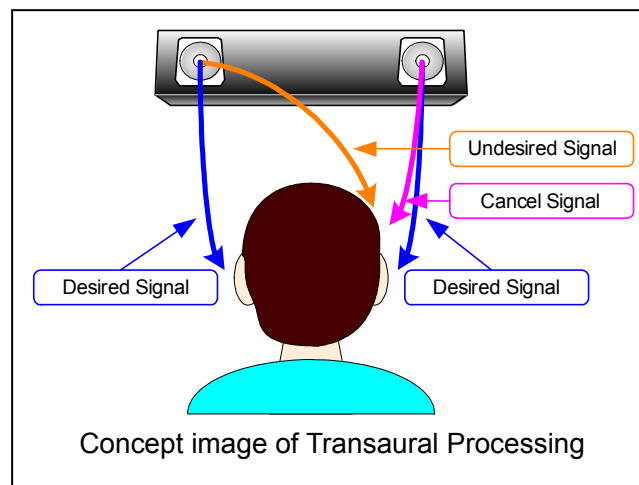 Undesired Signal
Cancel Signal
Desired Signal
Desired Signal
Concept image of Transaural Processing